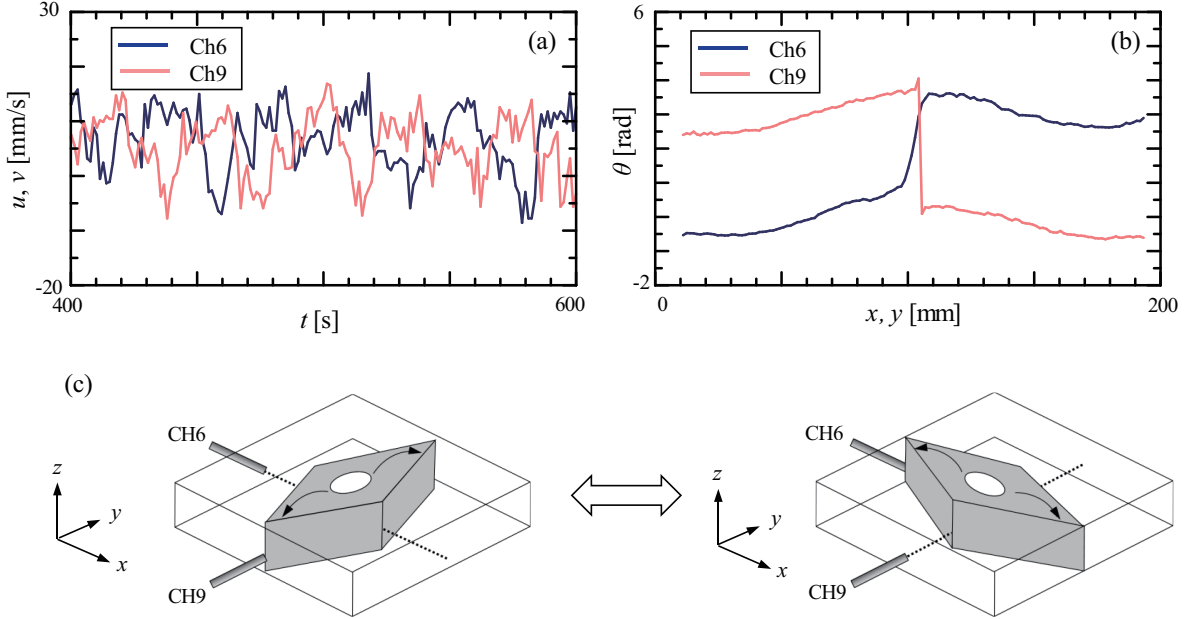 30
(a)
Ch6
Ch9
u, v [mm/s]
-20
400
600
t [s]
6
(b)
Ch6
Ch9
θ [rad]
-2
0
200
x, y [mm]
(c)
CH6
z
y
x
CH9
CH6
z
y
x
CH9